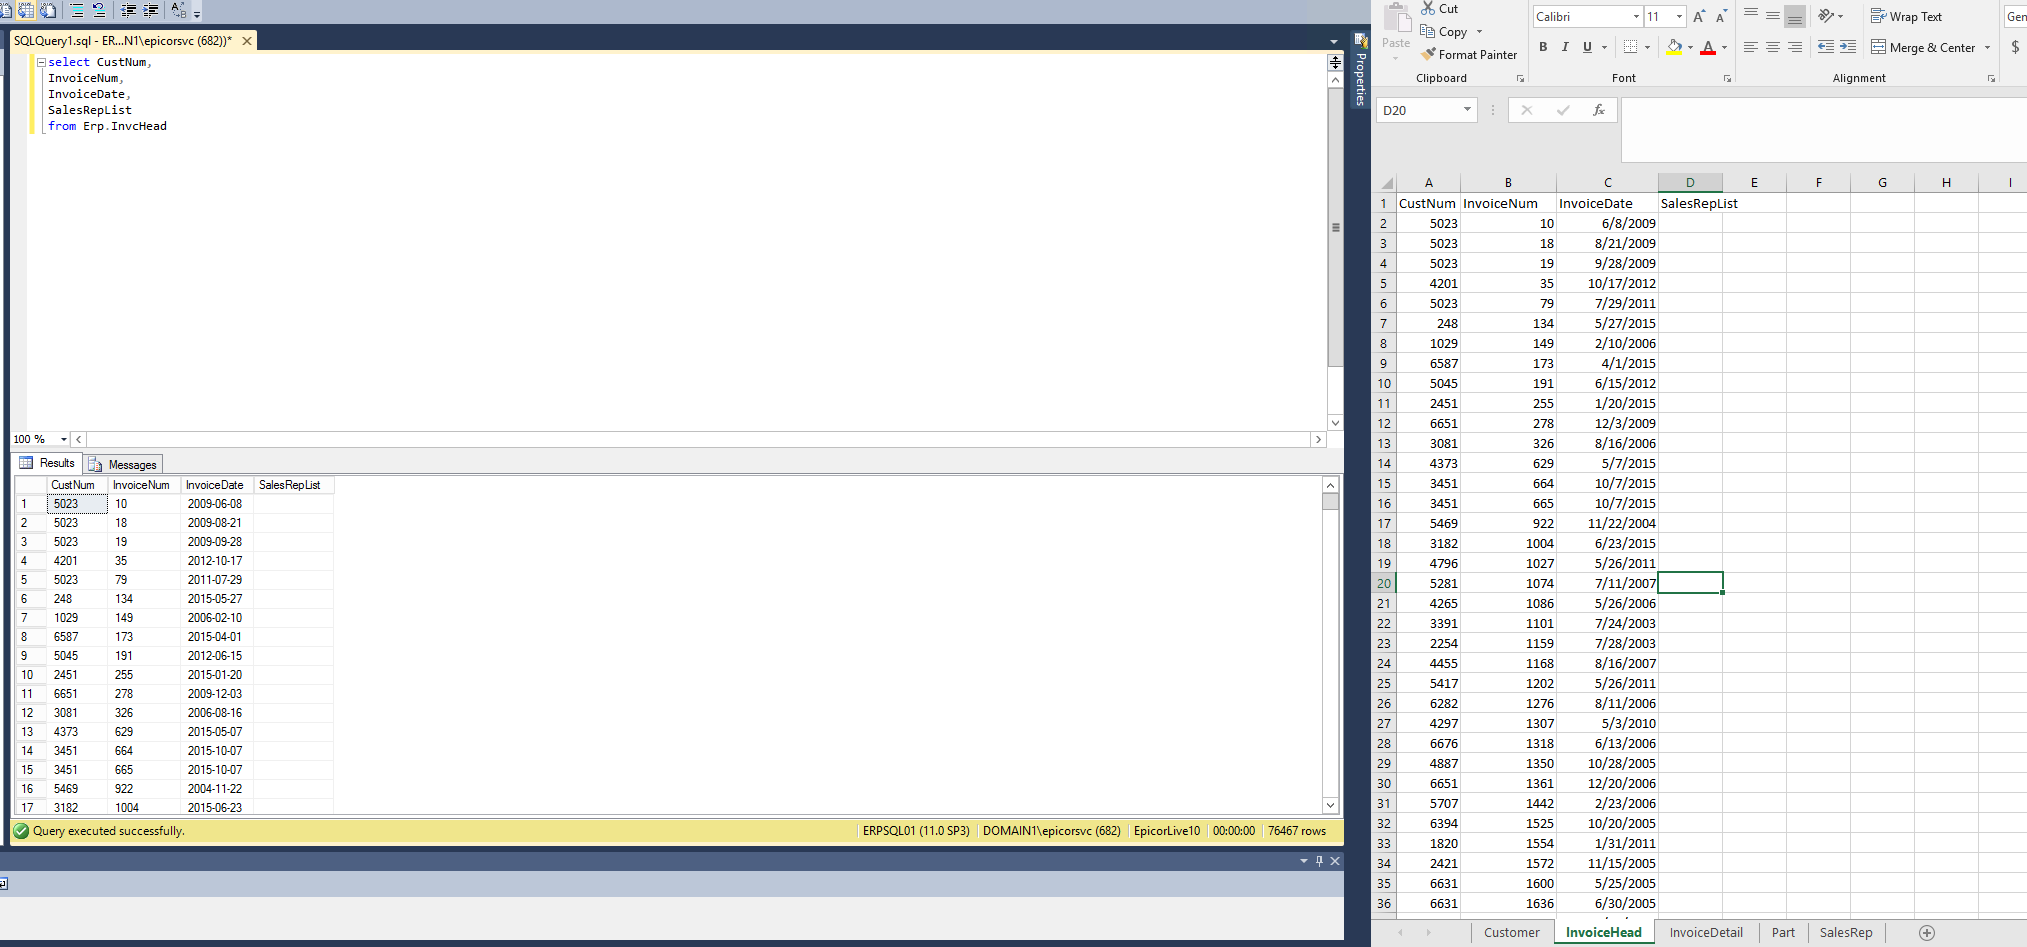 SQLQuery1.sql - ER...N1\epicorsvc (682))*
select CustNum,
InvoiceNum,
InvoiceDate,
SalesRepList
from Erp.InvcHead
100 %
Results Messages
CustNum InvoiceNum InvoiceDate SalesRepList
1 5023 10 2009-06-08
2 5023 18 2009-08-21
3 5023 19 2009-09-28
4 4201 35 2012-10-17
5 5023 79 2011-07-29
6 248 134 2015-05-27
7 1029 149 2006-02-10
8 6587 173 2015-04-01
9 5045 191 2012-06-15
10 2451 255 2015-01-20
11 6651 278 2009-12-03
12 3081 326 2006-08-16
13 4373 629 2015-05-07
14 3451 664 2015-10-07
15 3451 665 2015-10-07
16 5469 922 2004-11-22
17 3182 1004 2015-06-23
Query executed successfully.
ERPSQL01 (11.0 SP3) DOMAIN1\epicorsvc (682) EpicorLive10 00:00:00 76467 rows
Properties
Paste
Cut
Copy
Format Painter
Clipboard
Calibri 11
B I U
Font
Wrap Text
Merge & Center
Alignment
Gen
$
D20
fx
A B C D E F G H I
1 CustNum InvoiceNum InvoiceDate SalesRepList
2 5023 10 6/8/2009
3 5023 18 8/21/2009
4 5023 19 9/28/2009
5 4201 35 10/17/2012
6 5023 79 7/29/2011
7 248 134 5/27/2015
8 1029 149 2/10/2006
9 6587 173 4/1/2015
10 5045 191 6/15/2012
11 2451 255 1/20/2015
12 6651 278 12/3/2009
13 3081 326 8/16/2006
14 4373 629 5/7/2015
15 3451 664 10/7/2015
16 3451 665 10/7/2015
17 5469 922 11/22/2004
18 3182 1004 6/23/2015
19 4796 1027 5/26/2011
20 5281 1074 7/11/2007
21 4265 1086 5/26/2006
22 3391 1101 7/24/2003
23 2254 1159 7/28/2003
24 4455 1168 8/16/2007
25 5417 1202 5/26/2011
26 6282 1276 8/11/2006
27 4297 1307 5/3/2010
28 6676 1318 6/13/2006
29 4887 1350 10/28/2005
30 6651 1361 12/20/2006
31 5707 1442 2/23/2006
32 6394 1525 10/20/2005
33 1820 1554 1/31/2011
34 2421 1572 11/15/2005
35 6631 1600 5/25/2005
36 6631 1636 6/30/2005
Customer InvoiceHead InvoiceDetail Part SalesRep